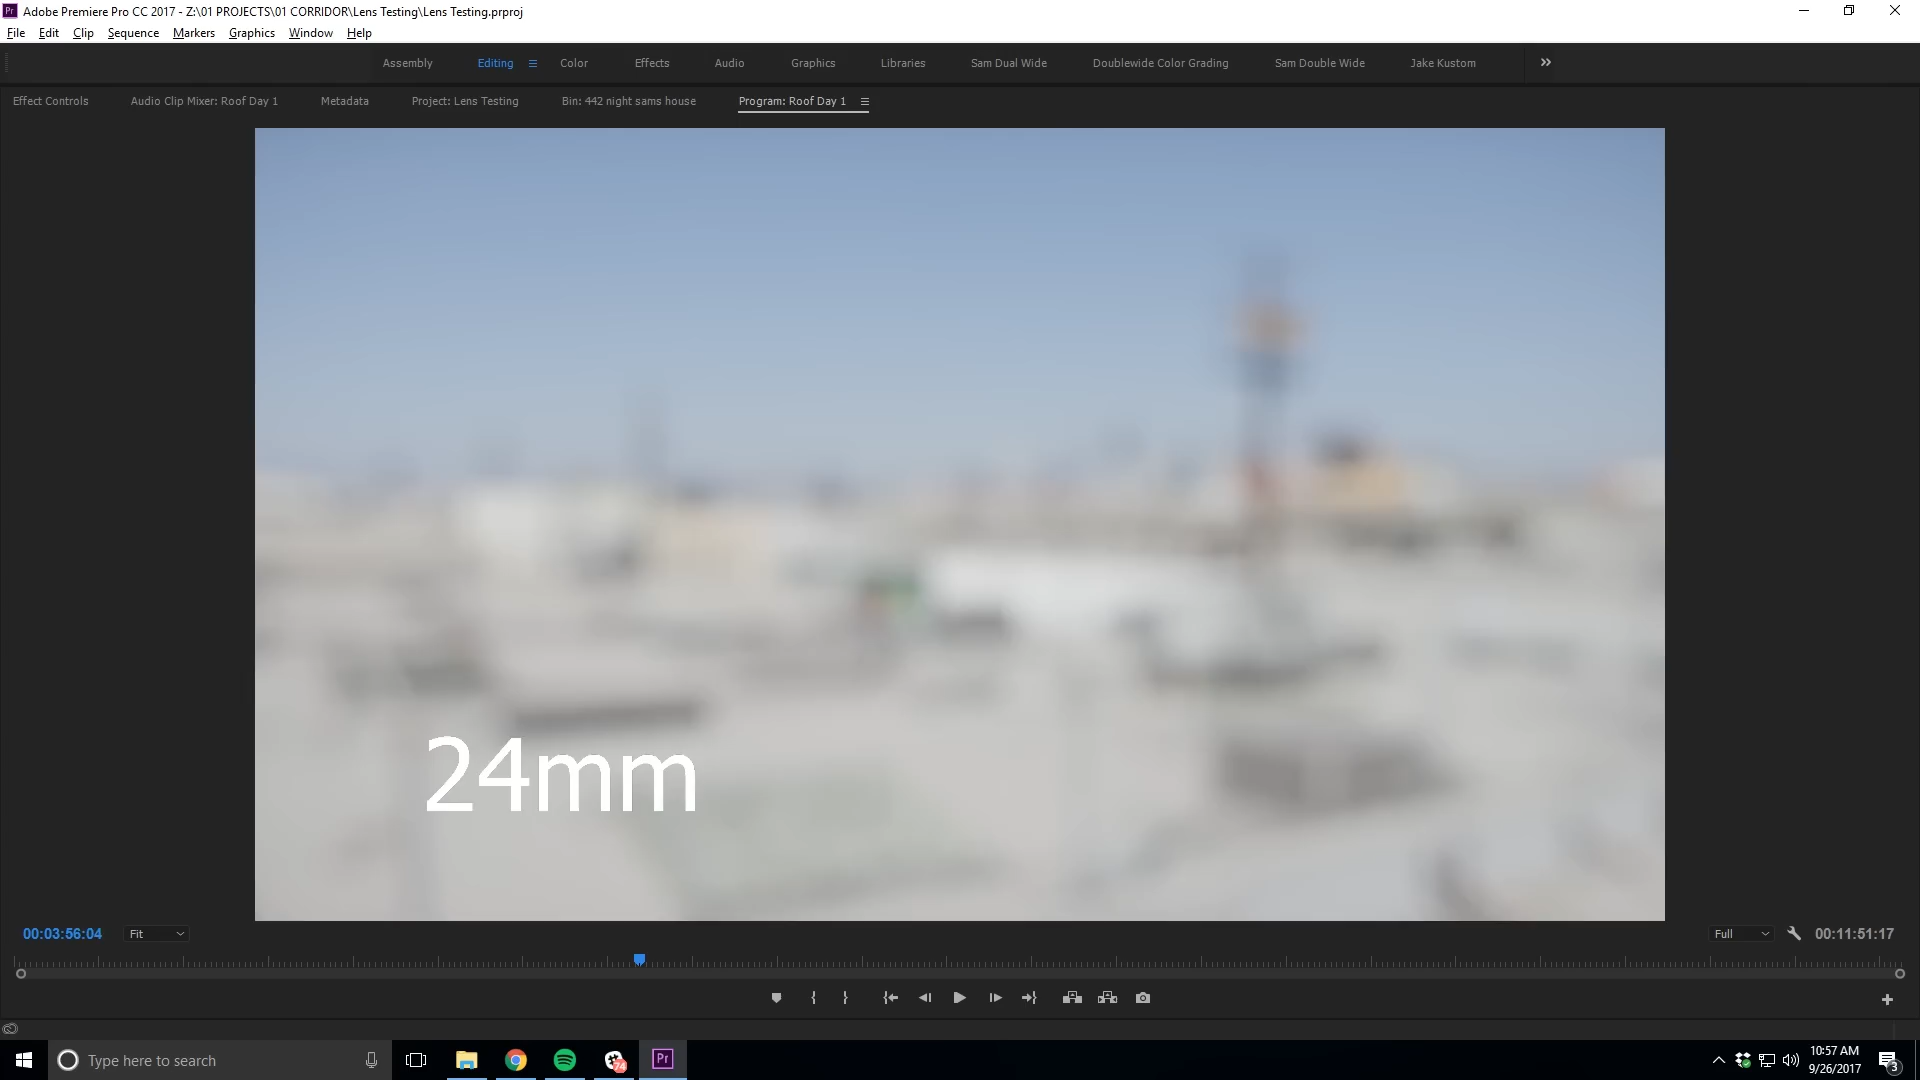 Adobe Premiere Pro CC 2017 - Z:\01 PROJECTS\01 CORRIDOR\Lens Testing\Lens Testing.prproj
File Edit Clip Sequence Markers Graphics Window Help
Assembly Editing Color Effects Audio Graphics Libraries Sam Dual Wide Doublewide Color Grading Sam Double Wide Jake Kustom
Effect Controls Audio Clip Mixer: Roof Day 1 Metadata Project: Lens Testing Bin: 442 night sams house Program: Roof Day 1
24mm
00:03:56:04 Fit Full 00:11:51:17
Type here to search
74
Pr
10:57 AM
9/26/2017
3